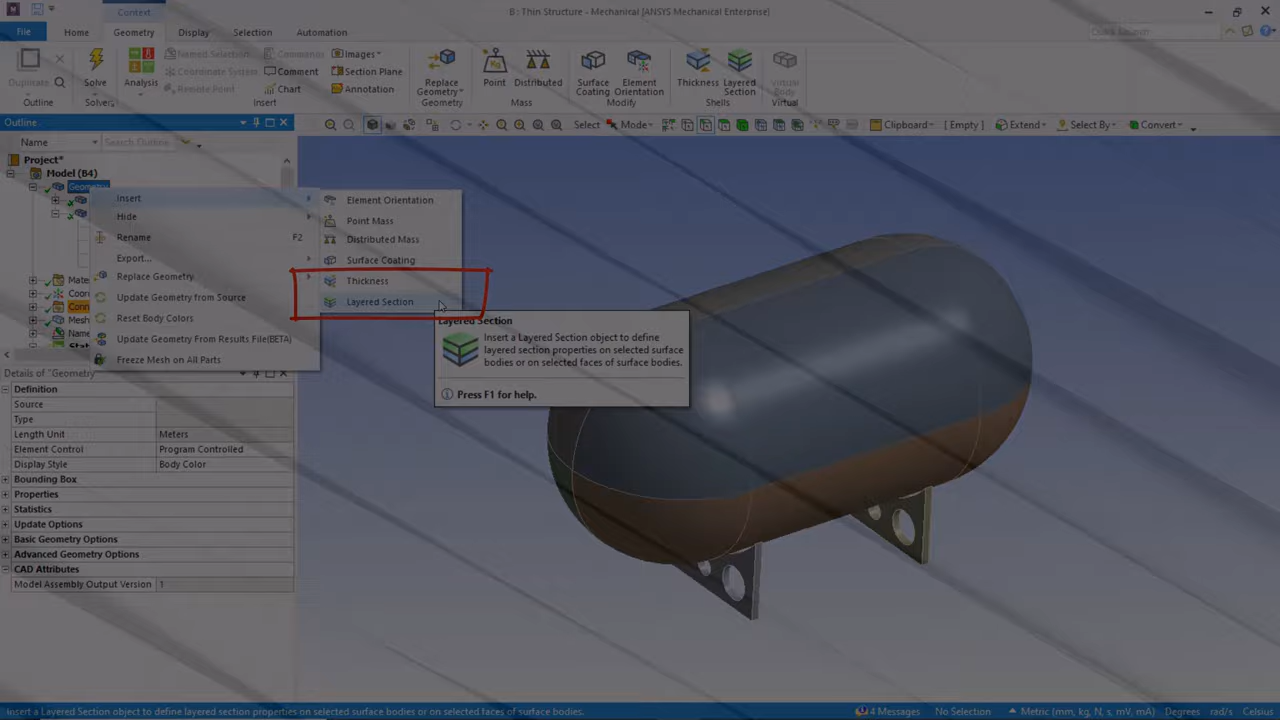 Context
B : Thin Structure - Mechanical [ANSYS Mechanical Enterprise]
File
Home
Geometry
Display
Selection
Automation
Quick Launch
Duplicate
Outline
Solve
Solver
Analysis
Named Selection
Coordinate System
Remote Point
Commands
Comment
Chart
Insert
Images
Section Plane
Annotation
Replace
Geometry
Geometry
Point
Distributed
Mass
Surface
Coating
Element
Orientation
Modify
Thickness
Layered
Section
Shells
Virtual
Body
Virtual
Outline
Select
Mode
Clipboard
[ Empty ]
Extend
Select By
Convert
Name
Search Outline
Project*
Model (B4)
Geometry
Insert
Hide
Rename F2
Export...
Replace Geometry
Update Geometry from Source
Reset Body Colors
Update Geometry From Results File(BETA)
Freeze Mesh on All Parts
Element Orientation
Point Mass
Distributed Mass
Surface Coating
Thickness
Layered Section
Layered Section
Insert a Layered Section object to define
layered section properties on selected surface
bodies or on selected faces of surface bodies.
Press F1 for help.
Mate
Coor
Conn
Mesh
Name
Details of "Geometry"
Definition
Source
Type
Length Unit Meters
Element Control Program Controlled
Display Style Body Color
Bounding Box
Properties
Statistics
Update Options
Basic Geometry Options
Advanced Geometry Options
CAD Attributes
Model Assembly Output Version 1
Insert a Layered Section object to define layered section properties on selected surface bodies or on selected faces of surface bodies.
4 Messages
No Selection
Metric (mm, kg, N, s, mV, mA)
Degrees
rad/s
Celsius